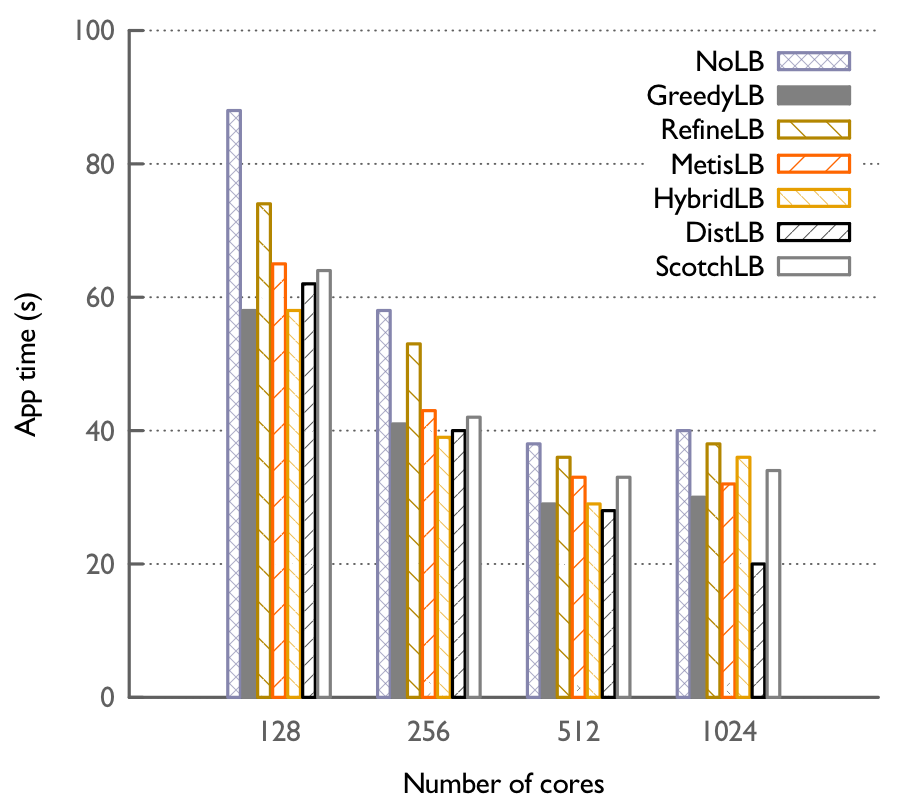 100
80
60
40
20
0
App time (s)
NoLB
GreedyLB
RefineLB
MetisLB
HybridLB
DistLB
ScotchLB
128 256 512 1024
Number of cores